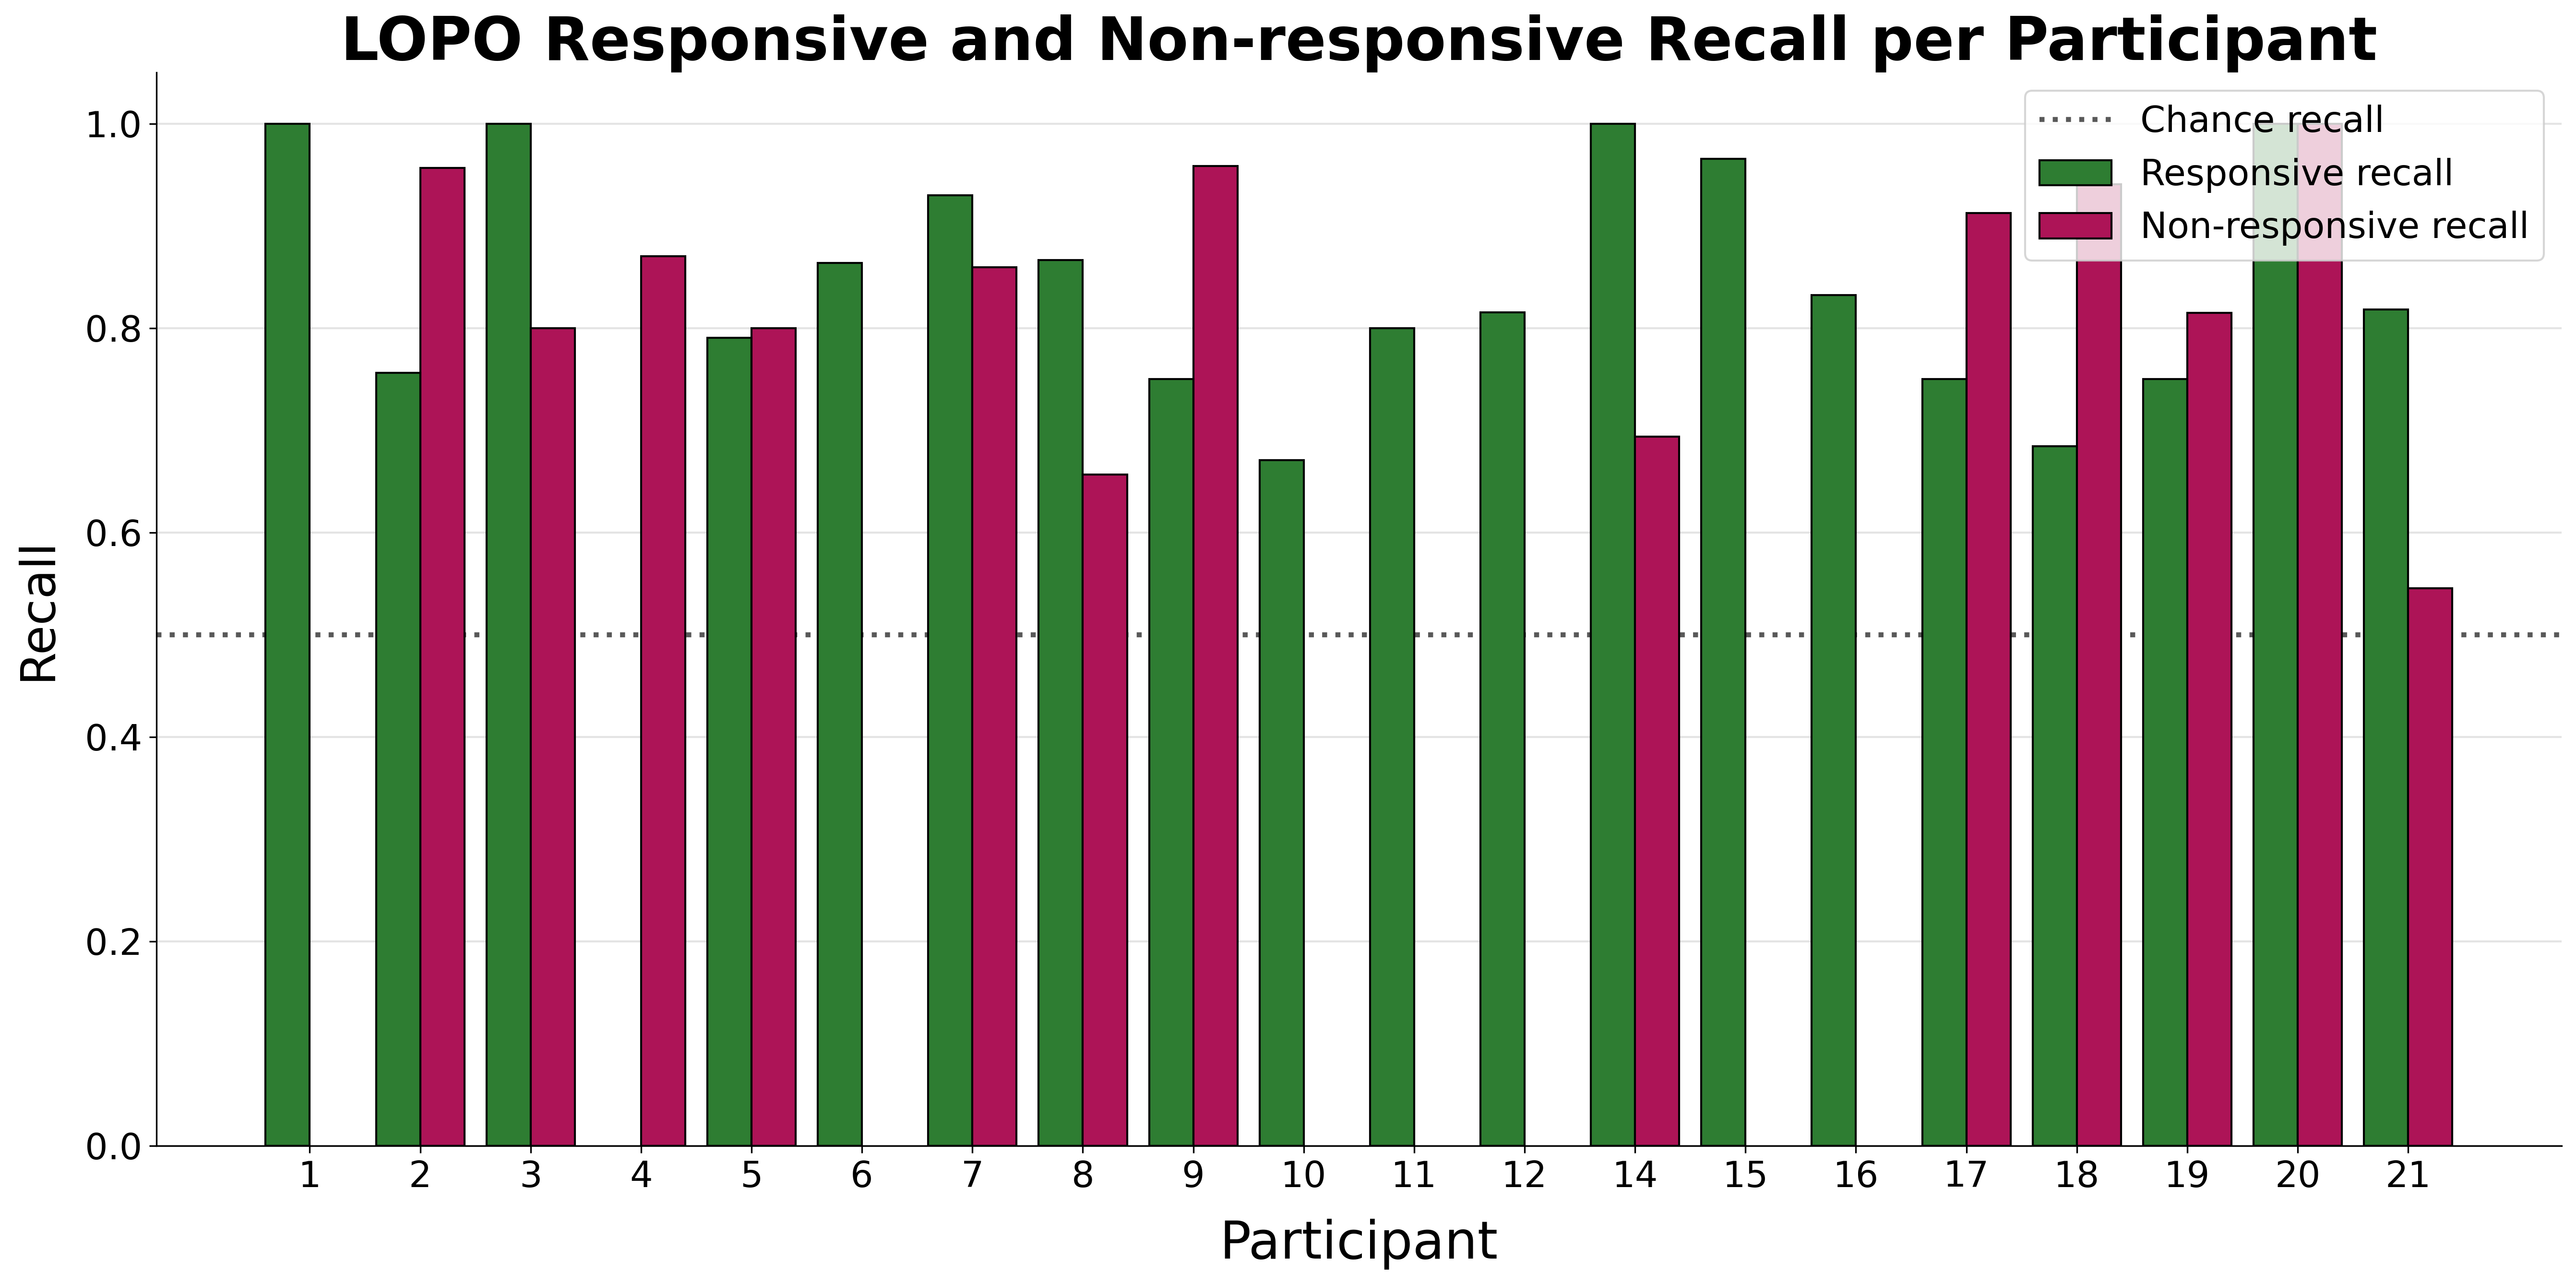 LOPO Responsive and Non-responsive Recall per Participant
Chance recall
Responsive recall
Non-responsive recall
1.0
0.8
0.6
0.4
0.2
0.0
Recall
1 2 3 4 5 6 7 8 9 10 11 12 14 15 16 17 18 19 20 21
Participant